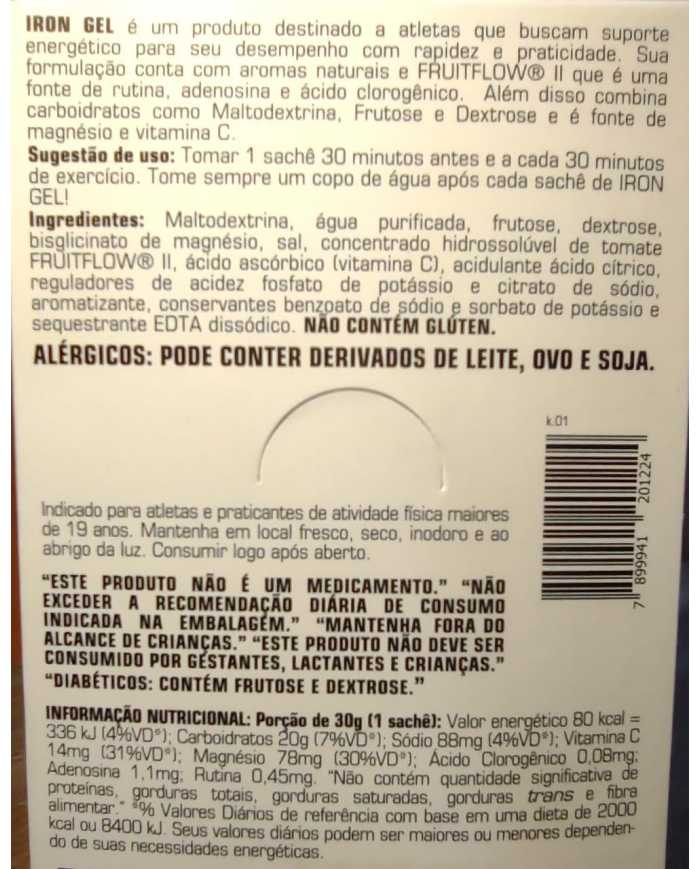 IRON GEL é um produto destinado a atletas que buscam suporte
energético para seu desempenho com rapidez e praticidade. Sua
formulação conta com aromas naturais e FRUITFLOW® II que é uma
fonte de rutina, adenosina e ácido clorogênico. Além disso combina
carboidratos como Maltodextrina, Frutose e Dextrose e é fonte de
magnésio e vitamina C.
Sugestão de uso: Tomar 1 sachê 30 minutos antes e a cada 30 minutos
de exercício. Tome sempre um copo de água após cada sachê de IRON
GEL!
Ingredientes: Maltodextrina, água purificada, frutose, dextrose,
bisglicinato de magnésio, sal, concentrado hidrossolúvel de tomate
FRUITFLOW® II, ácido ascórbico (vitamina C), acidulante ácido cítrico,
reguladores de acidez fosfato de potássio e citrato de sódio,
aromatizante, conservantes benzoato de sódio e sorbato de potássio e
sequestrante EDTA dissódico. NÃO CONTÉM GLÚTEN.
ALÉRGICOS: PODE CONTER DERIVADOS DE LEITE, OVO E SOJA.
k.01
7 899941 201224
Indicado para atletas e praticantes de atividade física maiores
de 19 anos. Mantenha em local fresco, seco, inodoro e ao
abrigo da luz. Consumir logo após aberto.
"ESTE PRODUTO NÃO É UM MEDICAMENTO." "NÃO
EXCEDER A RECOMENDAÇÃO DIÁRIA DE CONSUMO
INDICADA NA EMBALAGEM." "MANTENHA FORA DO
ALCANCE DE CRIANÇAS." "ESTE PRODUTO NÃO DEVE SER
CONSUMIDO POR GESTANTES, LACTANTES E CRIANÇAS."
"DIABÉTICOS: CONTÉM FRUTOSE E DEXTROSE."
INFORMAÇÃO NUTRICIONAL: Porção de 30g (1 sachê): Valor energético 80 kcal =
336 kJ (4%VD*); Carboidratos 20g (7%VD*); Sódio 88mg (4%VD*); Vitamina C
14mg (31%VD*); Magnésio 78mg (30%VD*); Ácido Clorogênico 0,08mg;
Adenosina 1,1mg; Rutina 0,45mg. "Não contém quantidade significativa de
proteínas, gorduras totais, gorduras saturadas, gorduras trans e fibra
alimentar." *% Valores Diários de referência com base em uma dieta de 2000
kcal ou 8400 kJ. Seus valores diários podem ser maiores ou menores dependen-
do de suas necessidades energéticas.